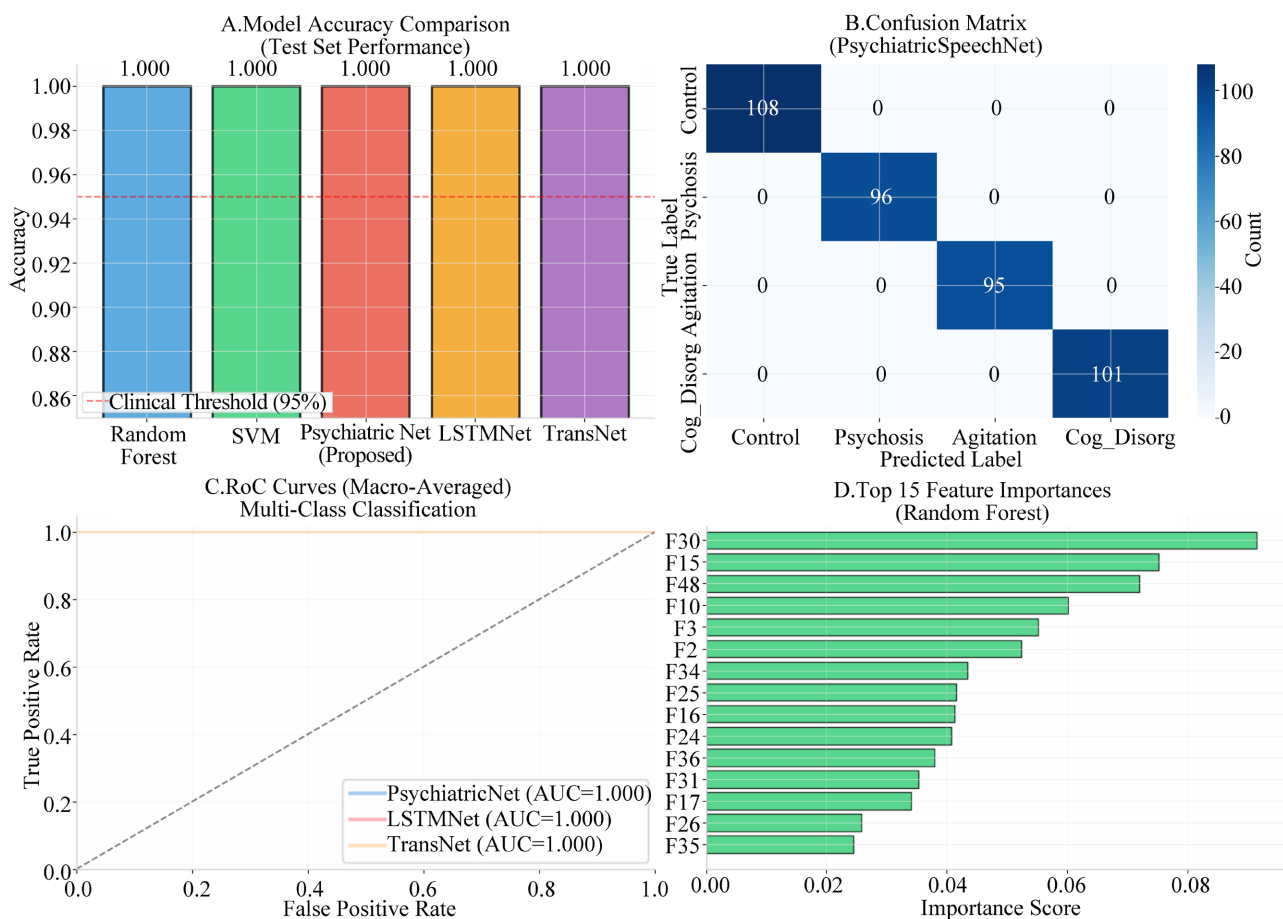 A.Model Accuracy Comparison
(Test Set Performance)
1.000 1.000 1.000 1.000 1.000
1.00
0.98
0.96
0.94
0.92
0.90
0.88
0.86
Accuracy
Clinical Threshold (95%)
Random Forest
SVM
Psychiatric Net
(Proposed)
LSTMNet
TransNet
B.Confusion Matrix
(PsychiatricSpeechNet)
True Label
Control
Psychosis
Agitation
Cog_Disorg
108 0 0 0
0 96 0 0
0 0 95 0
0 0 0 101
Control Psychosis Agitation Cog_Disorg
Predicted Label
100
80
60
40
20
0
Count
C.RoC Curves (Macro-Averaged)
Multi-Class Classification
1.0
0.8
0.6
0.4
0.2
0.0
True Positive Rate
PsychiatricNet (AUC=1.000)
LSTMNet (AUC=1.000)
TransNet (AUC=1.000)
0.0 0.2 0.4 0.6 0.8 1.0
False Positive Rate
D.Top 15 Feature Importances
(Random Forest)
F30
F15
F48
F10
F3
F2
F34
F25
F16
F24
F36
F31
F17
F26
F35
0.00 0.02 0.04 0.06 0.08
Importance Score